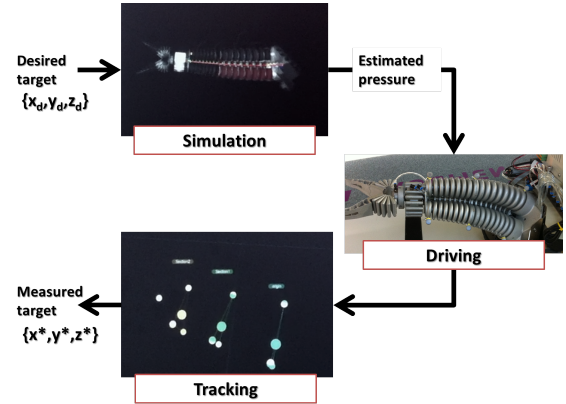 Desired
target
{xd,yd,zd}
Simulation
Estimated
pressure
Driving
Measured
target
{x*,y*,z*}
Tracking